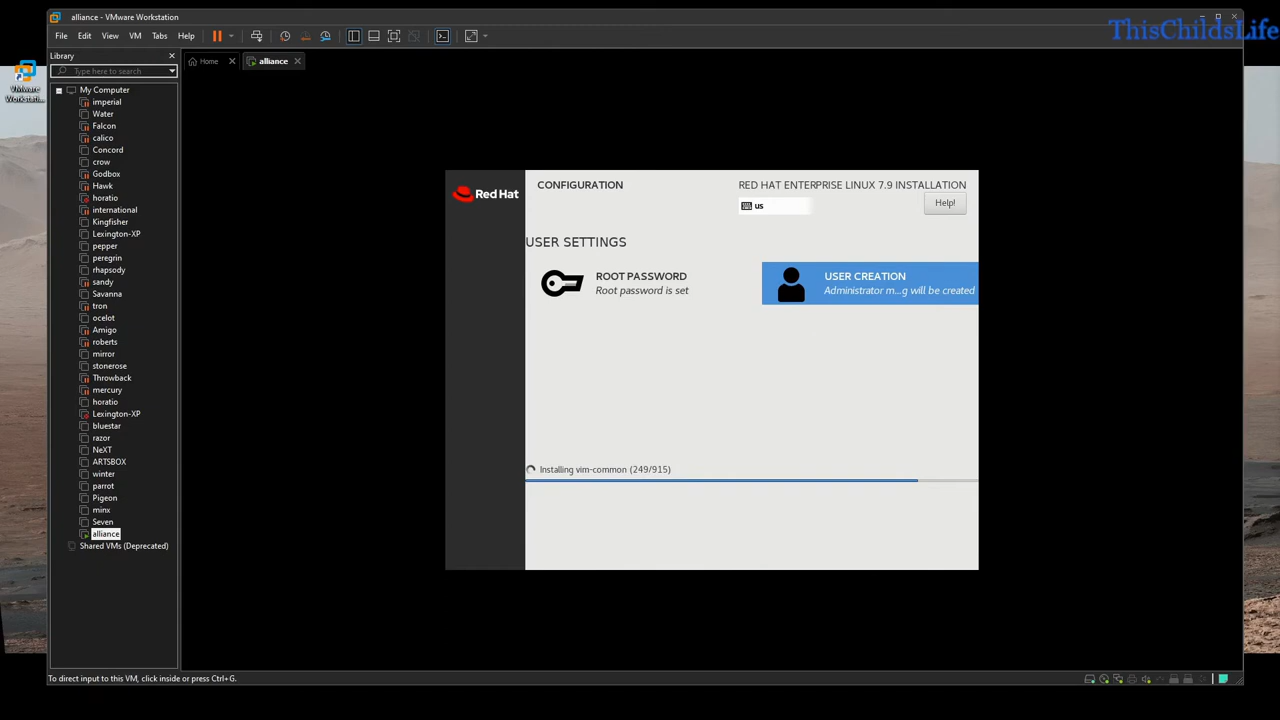 alliance - VMware Workstation
ThisChildsLife
File Edit View VM Tabs Help
Library
Type here to search
Home
alliance
VMware Workstati...
My Computer
imperial
Water
Falcon
calico
Concord
crow
Godbox
Hawk
horatio
international
Kingfisher
Lexington-XP
pepper
peregrin
rhapsody
sandy
Savanna
tron
ocelot
Amigo
roberts
mirror
stonerose
Throwback
mercury
horatio
Lexington-XP
bluestar
razor
NeXT
ARTSBOX
winter
parrot
Pigeon
minx
Seven
alliance
Shared VMs (Deprecated)
Red Hat
CONFIGURATION
RED HAT ENTERPRISE LINUX 7.9 INSTALLATION
us
Help!
USER SETTINGS
ROOT PASSWORD
Root password is set
USER CREATION
Administrator m...g will be created
Installing vim-common (249/915)
To direct input to this VM, click inside or press Ctrl+G.